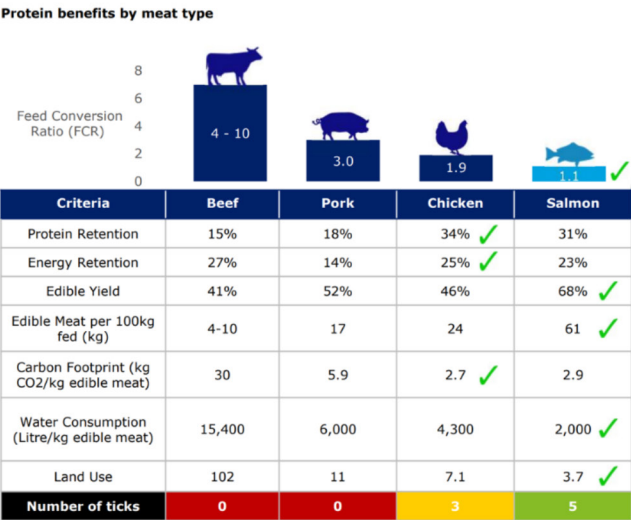 Protein benefits by meat type
8
6
Feed Conversion
Ratio (FCR)
4
2
0
4 - 10
3.0
1.9
1.1
Criteria Beef Pork Chicken Salmon
Protein Retention 15% 18% 34% ✓ 31%
Energy Retention 27% 14% 25% ✓ 23%
Edible Yield 41% 52% 46% 68% ✓
Edible Meat per 100kg
fed (kg) 4-10 17 24 61 ✓
Carbon Footprint (kg
CO2/kg edible meat) 30 5.9 2.7 ✓ 2.9
Water Consumption
(Litre/kg edible meat) 15,400 6,000 4,300 2,000 ✓
Land Use 102 11 7.1 3.7 ✓
Number of ticks 0 0 3 5